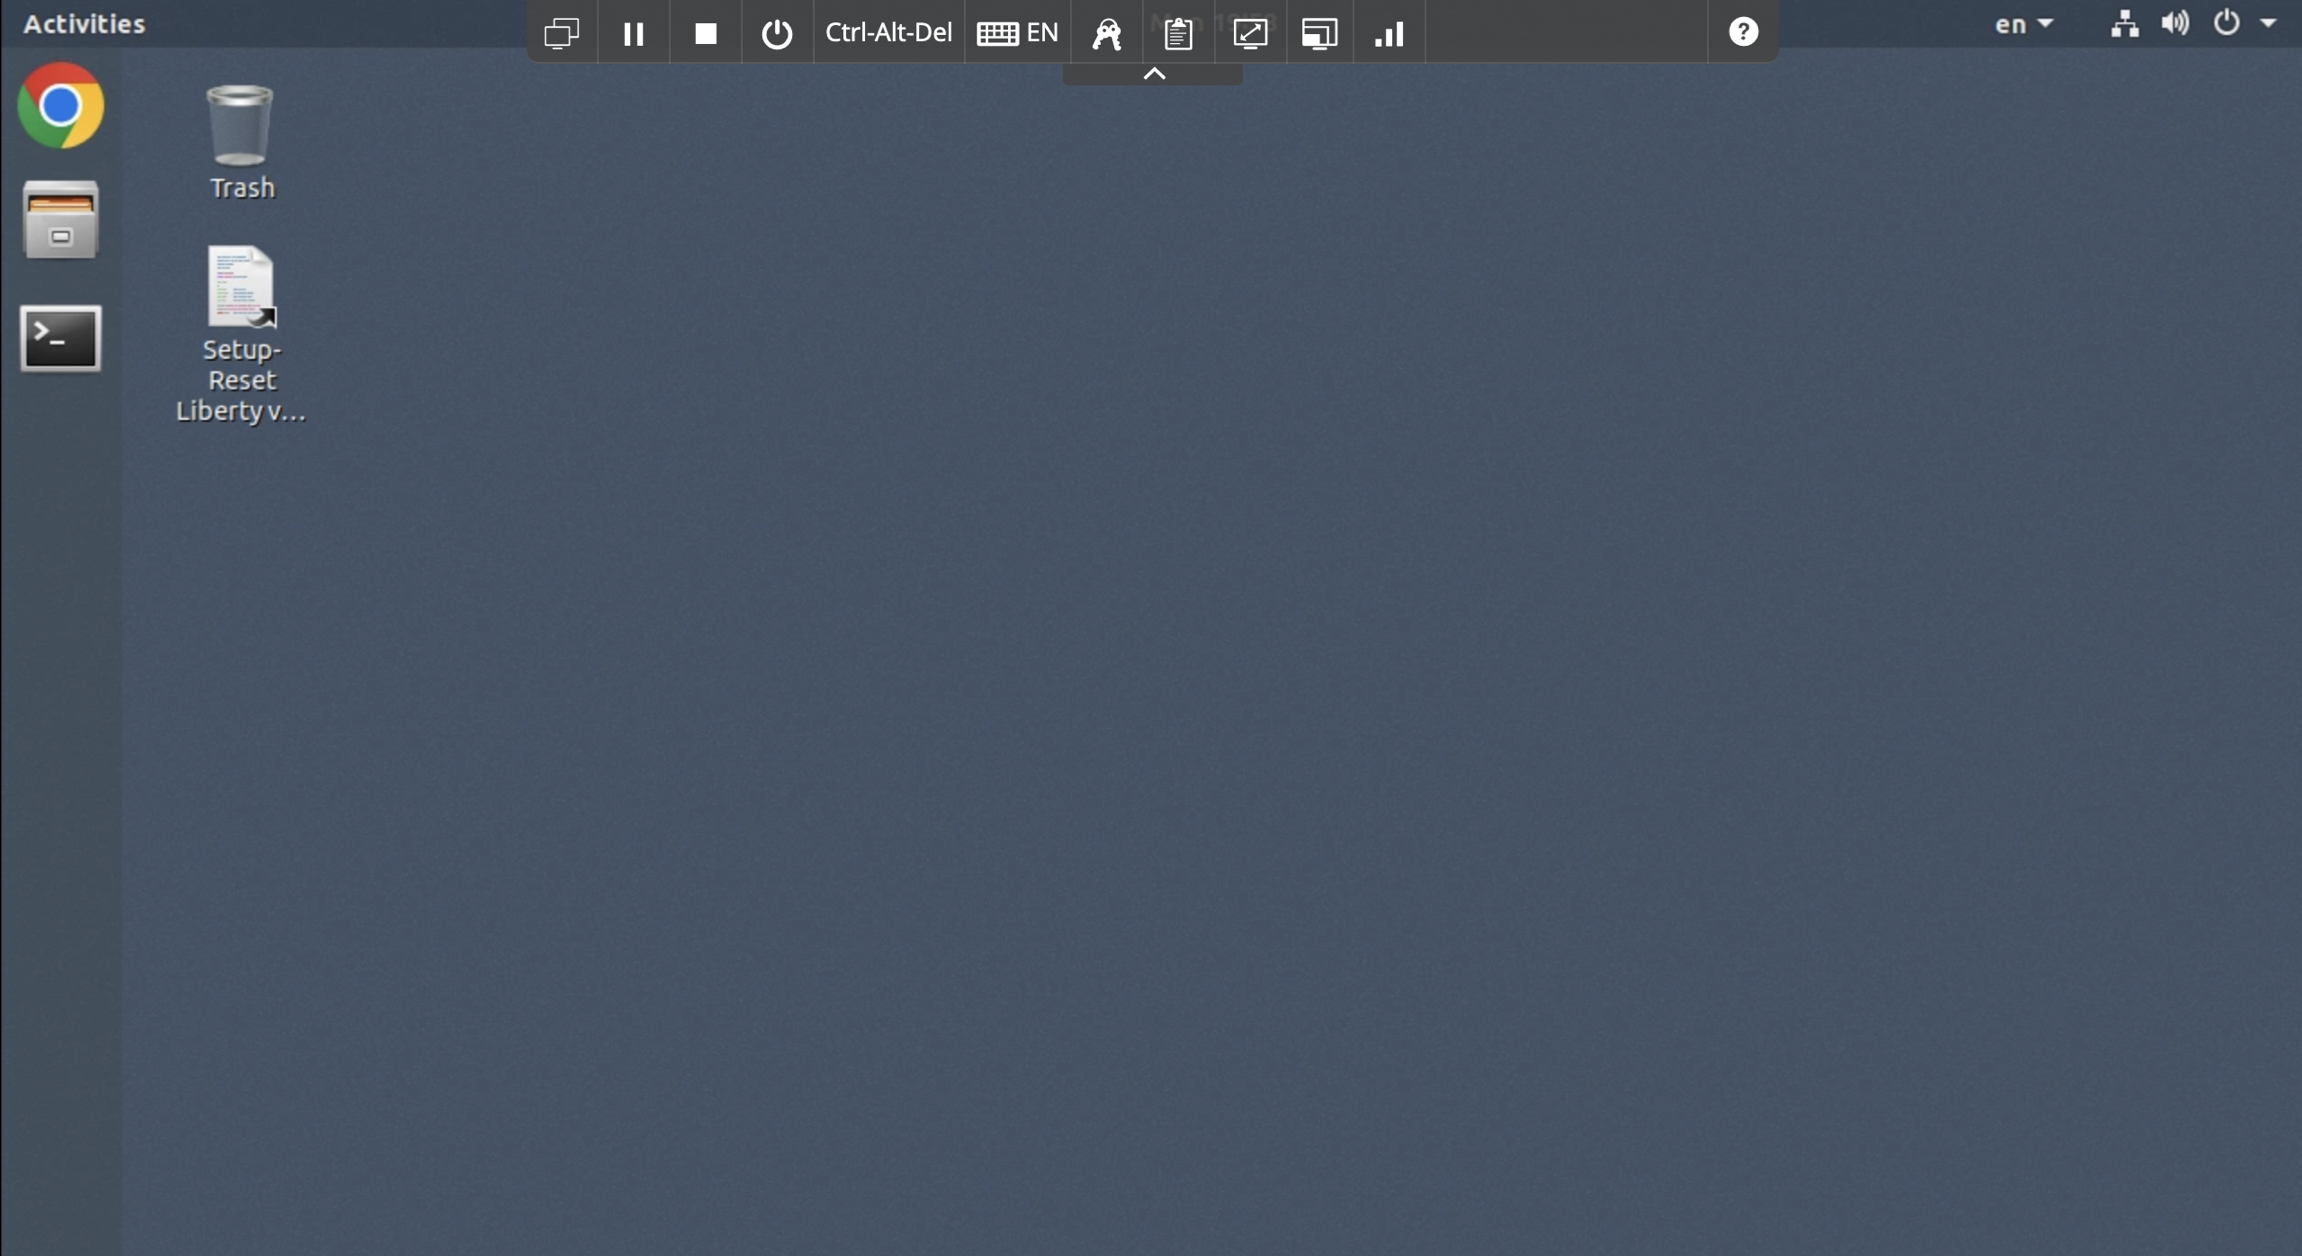 Activities
Ctrl-Alt-Del
EN
en
Trash
Setup-
Reset
Liberty v...